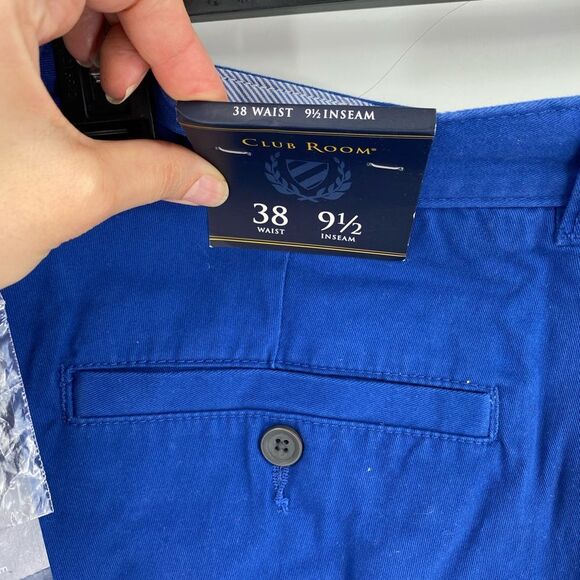 38 WAIST 9½ INSEAM
CLUB ROOM®
38 9½
WAIST INSEAM